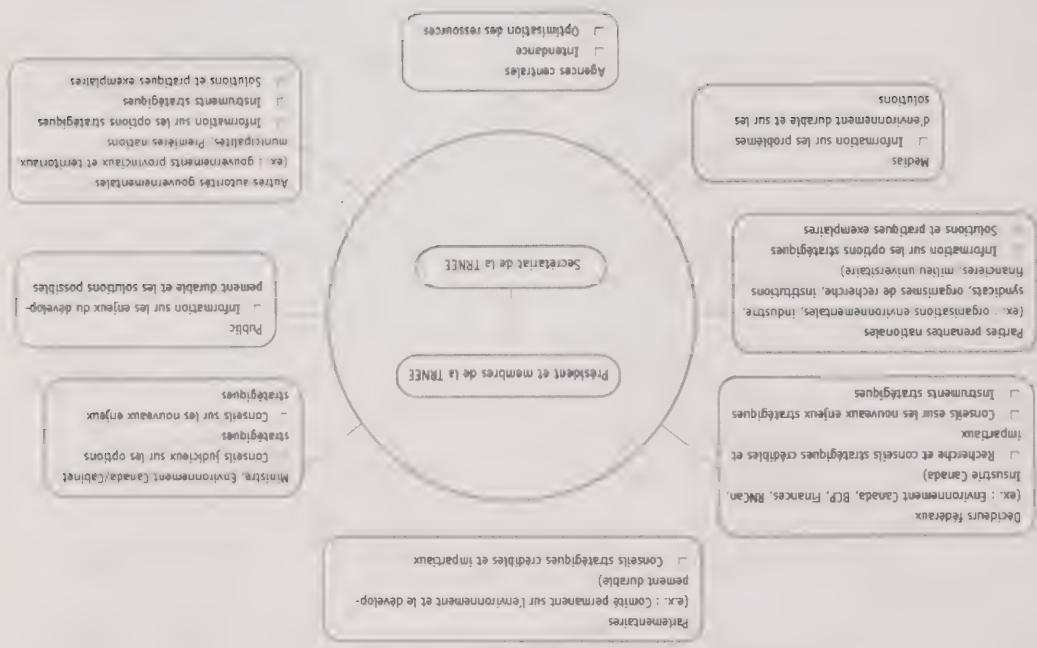 Parlementaires
(e.x. : Comité permanent sur l'environnement et le dévelop-
pement durable)
Conseils stratégiques crédibles et impartiaux
Décideurs fédéraux
(ex. : Environnement Canada, BCP, Finances, RNCan,
Insustrie Canada)
Recherche et conseils stratégiques crédibles et
impartiaux
Conseils esur les nouveaux enjeux stratégiques
Instruments stratégiques
Ministre, Environnement Canada/Cabinet
Conseils judicieux sur les options
stratégiques
Conseils sur les nouveaux enjeux
stratégiques
Président et membres de la TRNEE
Parties prenantes nationales
(ex. : organisations environnementales, industrie,
syndicats, organismes de recherche, institutions
financières, milieu universitaire)
Information sur les options stratégiques
Solutions et pratiques exemplaires
Public
Information sur les enjeux du dévelop-
pement durable et les solutions possibles
Secrétariat de la TRNEE
Médias
Information sur les problèmes
d'environnement durable et sur les
solutions
Autres autorités gouvernementales
(ex : gouvernements provinciaux et territoriaux,
municipalités, Premières nations
Information sur les options stratégiques
Instruments stratégiques
Solutions et pratiques exemplaires
Agences centrales
Intendance
Optimisation des ressources